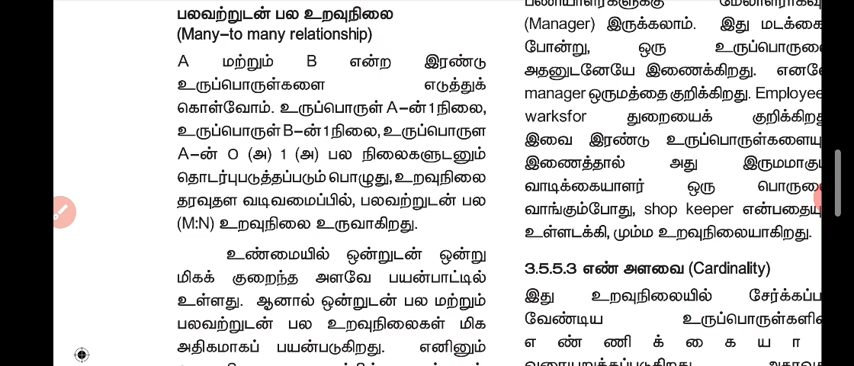 பலவற்றுடன் பல உறவுநிலை
(Many–to many relationship)
A மற்றும் B என்ற இரண்டு
உருப்பொருள்களை எடுத்துக்
கொள்வோம். உருப்பொருள் A–ன் 1 நிலை,
உருப்பொருள் B–ன் 1 நிலை, உருப்பொருள
A–ன் 0 (அ) 1 (அ) பல நிலைகளுடனும்
தொடர்புபடுத்தப்படும் பொழுது, உறவுநிலை
தரவுதள வடிவமைப்பில், பலவற்றுடன் பல
(M:N) உறவுநிலை உருவாகிறது.
உண்மையில் ஒன்றுடன் ஒன்று
மிகக் குறைந்த அளவே பயன்பாட்டில்
உள்ளது. ஆனால் ஒன்றுடன் பல மற்றும்
பலவற்றுடன் பல உறவுநிலைகள் மிக
அதிகமாகப் பயன்படுகிறது. எனினும்
(Manager) இருக்கலாம். இது மடக்கை
போன்று, ஒரு உருப்பொருளை
அதனுடனேயே இணைக்கிறது. எனவே
manager ஒருமத்தை குறிக்கிறது. Employee
warksfor துறையைக் குறிக்கிறது
இவை இரண்டு உருப்பொருள்களையு
இணைத்தால் அது இருமமாகும்
வாடிக்கையாளர் ஒரு பொருளை
வாங்கும்போது, shop keeper என்பதையு
உள்ளடக்கி, மும்ம உறவுநிலையாகிறது.
3.5.5.3 எண் அளவை (Cardinality)
இது உறவுநிலையில் சேர்க்கப்ப
வேண்டிய உருப்பொருள்களின்
எ ண் ணி க் கை யா